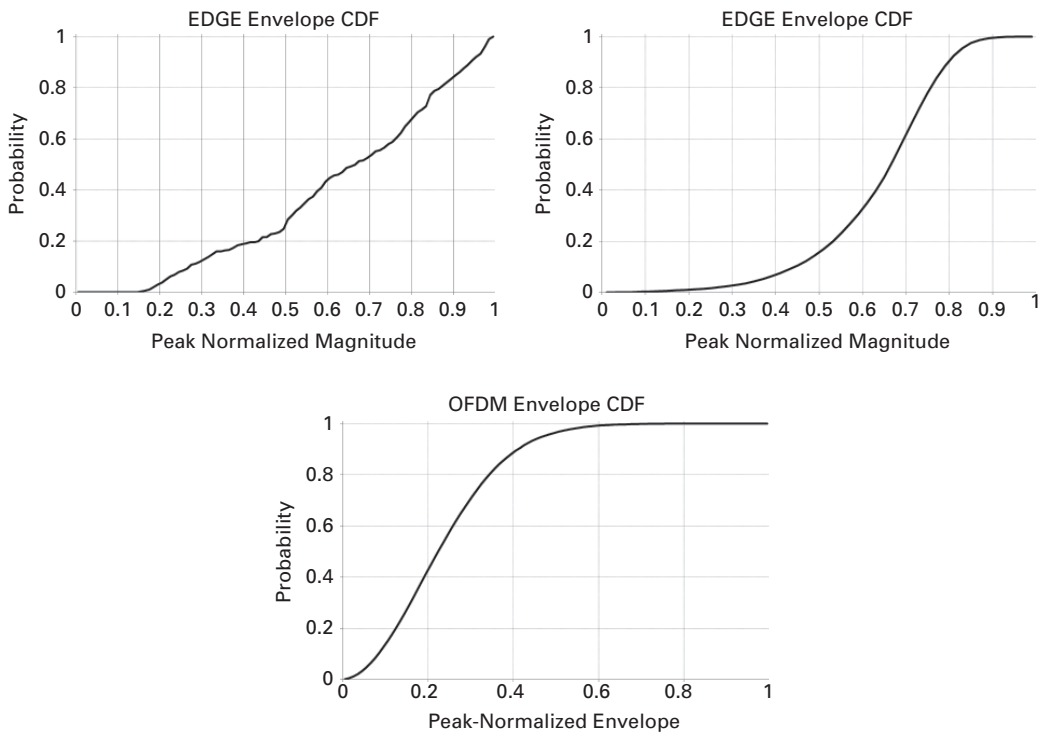 EDGE Envelope CDF
1
0.8
0.6
0.4
0.2
0
Probability
0 0.1 0.2 0.3 0.4 0.5 0.6 0.7 0.8 0.9 1
Peak Normalized Magnitude
EDGE Envelope CDF
1
0.8
0.6
0.4
0.2
0
Probability
0 0.1 0.2 0.3 0.4 0.5 0.6 0.7 0.8 0.9 1
Peak Normalized Magnitude
OFDM Envelope CDF
1
0.8
0.6
0.4
0.2
0
Probability
0 0.2 0.4 0.6 0.8 1
Peak-Normalized Envelope